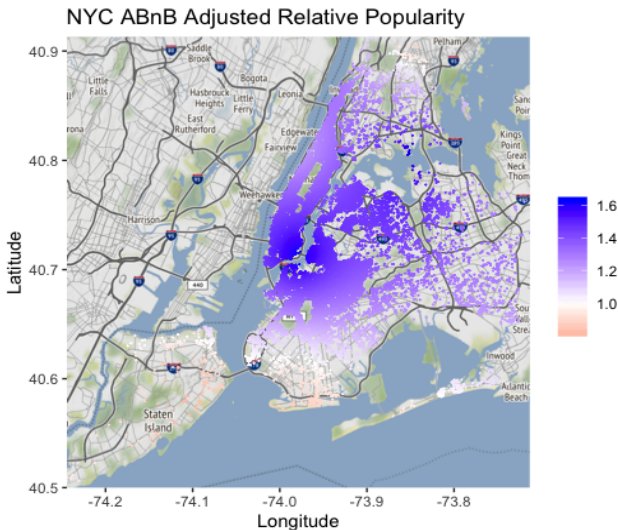 NYC ABnB Adjusted Relative Popularity
40.9
40.8
40.7
40.6
40.5
Latitude
-74.2
-74.1
-74.0
-73.9
-73.8
Longitude
1.6
1.4
1.2
1.0
Saddle
Brook
Pelham
Little
Falls
Bogota
Hasbrouck
Heights
Leonia
Little
Ferry
East
Rutherford
Edgewater
Fairview
Kings
Point
Great
Neck
Weehawken
Harrison
440
Inwood
Atlantic
Beach
Staten
Island